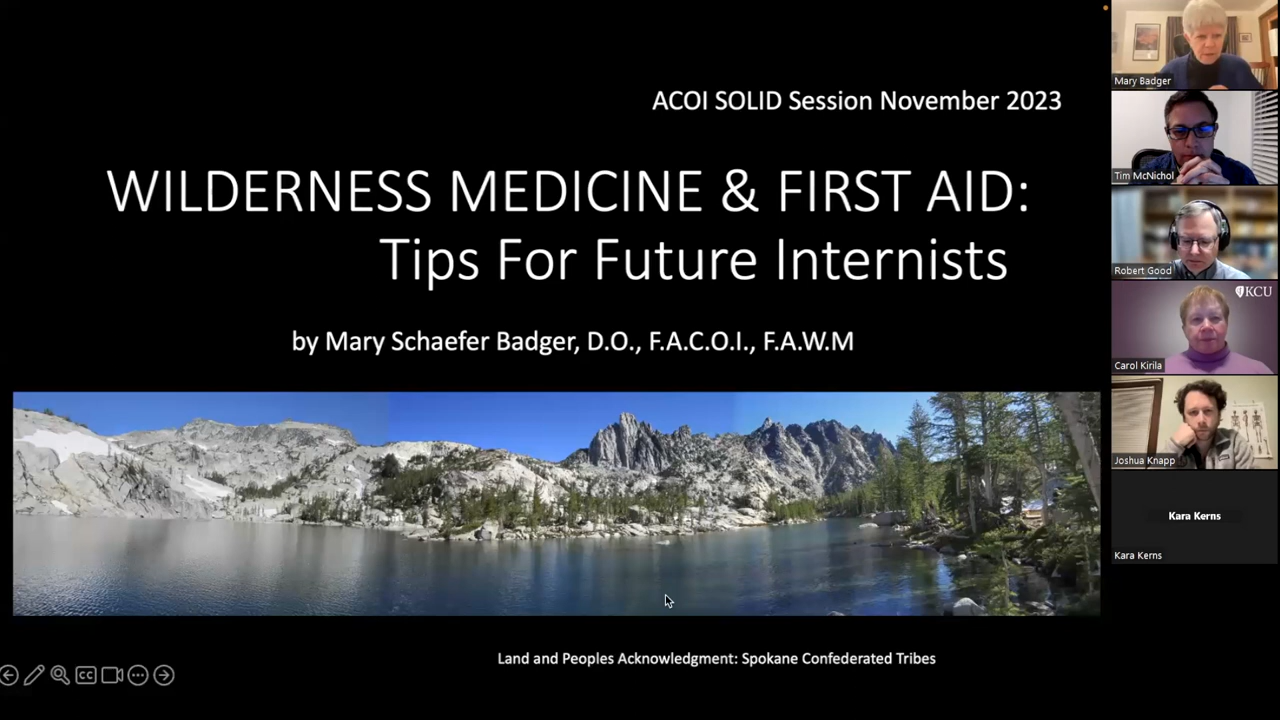 ACOI SOLID Session November 2023
WILDERNESS MEDICINE & FIRST AID:
Tips For Future Internists
by Mary Schaefer Badger, D.O., F.A.C.O.I., F.A.W.M
Land and Peoples Acknowledgment: Spokane Confederated Tribes
CC
Mary Badger
Tim McNichol
Robert Good
KCU
Carol Kirila
Joshua Knapp
Kara Kerns
Kara Kerns